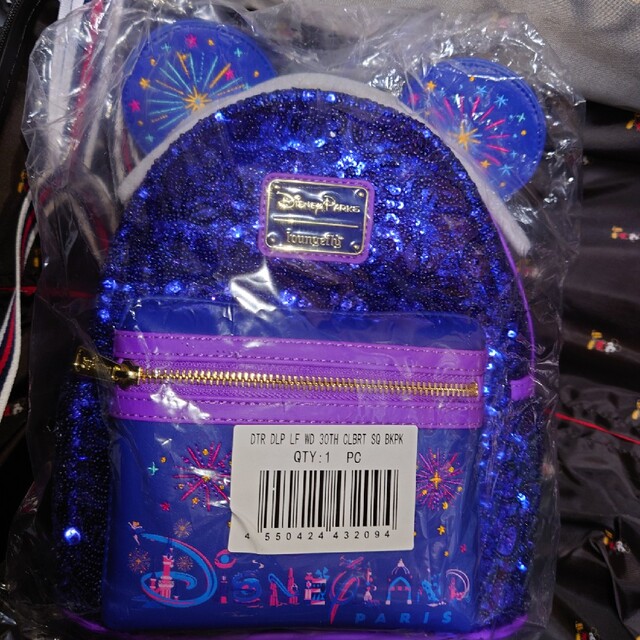 Disney Parks
Loungefly
DTR DLP LF WD 30TH CLBRT SQ BKPK
QTY:1 PC
4 550424 432094
DISNEYLAND
PARIS